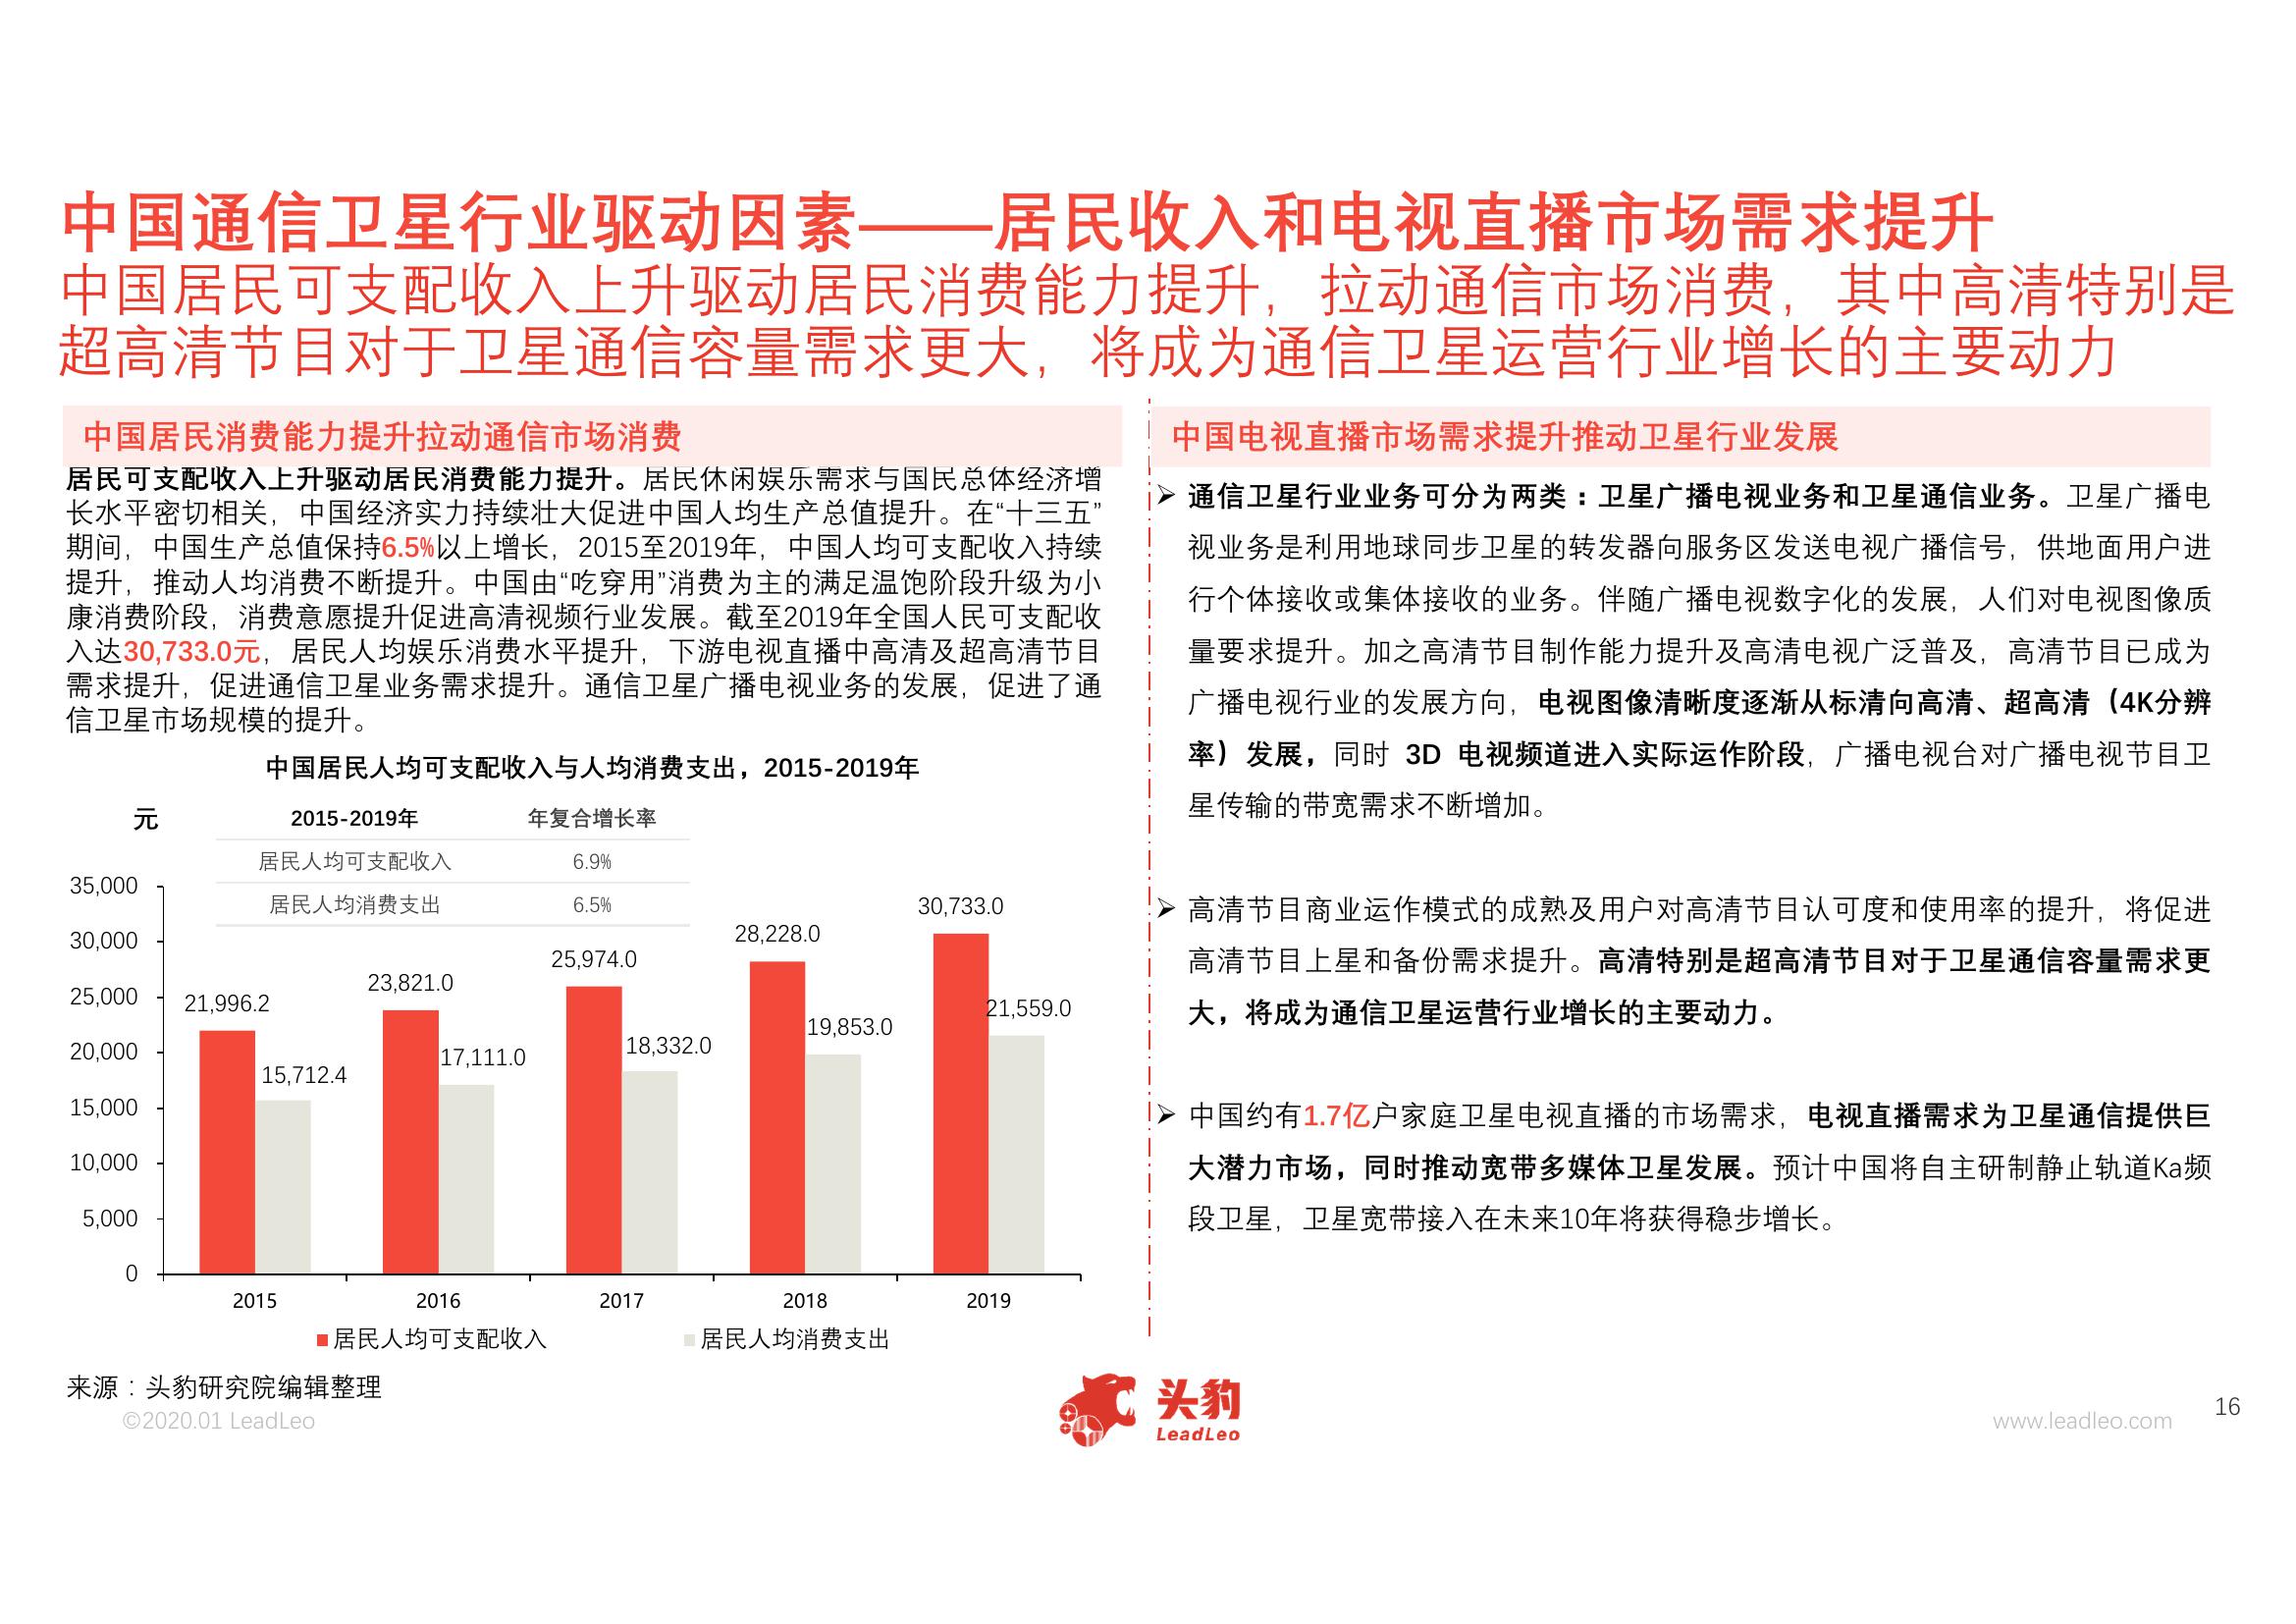 中国通信卫星行业驱动因素——居民收入和电视直播市场需求提升
中国居民可支配收入上升驱动居民消费能力提升，拉动通信市场消费，其中高清特别是
超高清节目对于卫星通信容量需求更大，将成为通信卫星运营行业增长的主要动力
中国居民消费能力提升拉动通信市场消费
居民可支配收入上升驱动居民消费能力提升。居民休闲娱乐需求与国民总体经济增
长水平密切相关，中国经济实力持续壮大促进中国人均生产总值提升。在“十三五”
期间，中国生产总值保持6.5%以上增长，2015至2019年，中国人均可支配收入持续
提升，推动人均消费不断提升。中国由“吃穿用”消费为主的满足温饱阶段升级为小
康消费阶段，消费意愿提升促进高清视频行业发展。截至2019年全国人民可支配收
入达30,733.0元，居民人均娱乐消费水平提升，下游电视直播中高清及超高清节目
需求提升，促进通信卫星业务需求提升。通信卫星广播电视业务的发展，促进了通
信卫星市场规模的提升。
中国居民人均可支配收入与人均消费支出，2015-2019年
元
2015-2019年 年复合增长率
居民人均可支配收入 6.9%
居民人均消费支出 6.5%
35,000
30,000
25,000
20,000
15,000
10,000
5,000
0
21,996.2
15,712.4
23,821.0
17,111.0
25,974.0
18,332.0
28,228.0
19,853.0
30,733.0
21,559.0
2015 2016 2017 2018 2019
居民人均可支配收入 居民人均消费支出
中国电视直播市场需求提升推动卫星行业发展
➢ 通信卫星行业业务可分为两类：卫星广播电视业务和卫星通信业务。卫星广播电
视业务是利用地球同步卫星的转发器向服务区发送电视广播信号，供地面用户进
行个体接收或集体接收的业务。伴随广播电视数字化的发展，人们对电视图像质
量要求提升。加之高清节目制作能力提升及高清电视广泛普及，高清节目已成为
广播电视行业的发展方向，电视图像清晰度逐渐从标清向高清、超高清（4K分辨
率）发展，同时 3D 电视频道进入实际运作阶段，广播电视台对广播电视节目卫
星传输的带宽需求不断增加。
➢ 高清节目商业运作模式的成熟及用户对高清节目认可度和使用率的提升，将促进
高清节目上星和备份需求提升。高清特别是超高清节目对于卫星通信容量需求更
大，将成为通信卫星运营行业增长的主要动力。
➢ 中国约有1.7亿户家庭卫星电视直播的市场需求，电视直播需求为卫星通信提供巨
大潜力市场，同时推动宽带多媒体卫星发展。预计中国将自主研制静止轨道Ka频
段卫星，卫星宽带接入在未来10年将获得稳步增长。
来源：头豹研究院编辑整理
©2020.01 LeadLeo
头豹
LeadLeo
www.leadleo.com
16